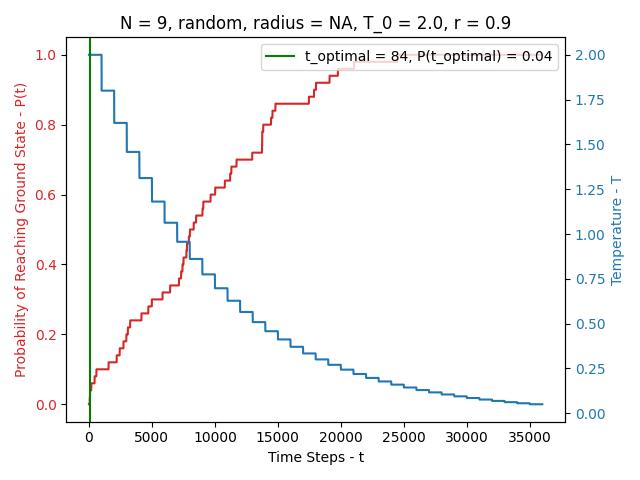 N = 9, random, radius = NA, T_0 = 2.0, r = 0.9
t_optimal = 84, P(t_optimal) = 0.04
Probability of Reaching Ground State - P(t)
1.0
0.8
0.6
0.4
0.2
0.0
2.00
1.75
1.50
1.25
1.00
0.75
0.50
0.25
0.00
Temperature - T
0 5000 10000 15000 20000 25000 30000 35000
Time Steps - t